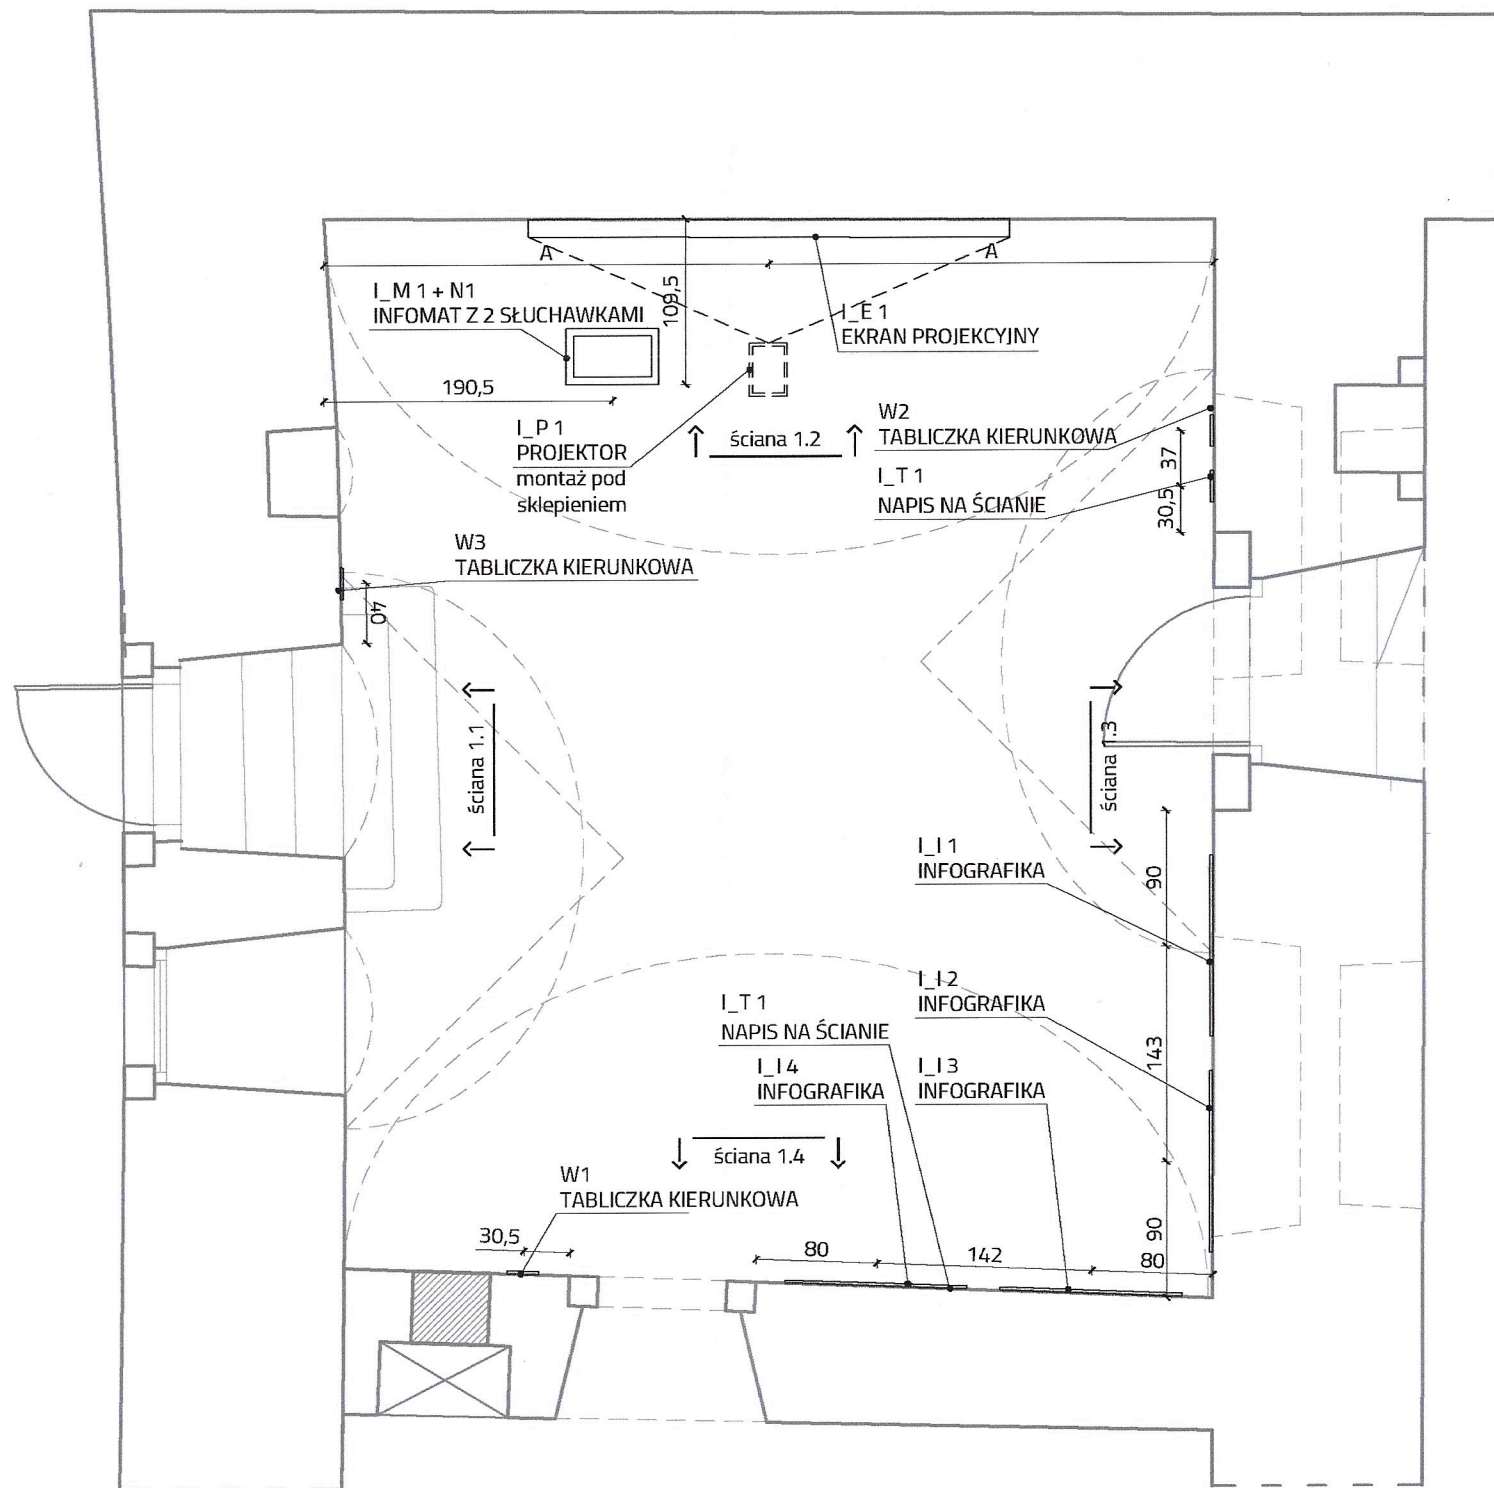 A
A
I_M 1 + N1
INFOMAT Z 2 SŁUCHAWKAMI
109,5
I_E 1
EKRAN PROJEKCYJNY
190,5
I_P 1
PROJEKTOR
montaż pod
sklepieniem
ściana 1.2
W2
TABLICZKA KIERUNKOWA
37
I_T 1
NAPIS NA ŚCIANIE
30,5
W3
TABLICZKA KIERUNKOWA
40
ściana 1.1
ściana 1.3
I_I 1
INFOGRAFIKA
90
I_I 2
INFOGRAFIKA
I_T 1
NAPIS NA ŚCIANIE
143
I_I 4
INFOGRAFIKA
I_I 3
INFOGRAFIKA
ściana 1.4
W1
TABLICZKA KIERUNKOWA
30,5
80
142
80
90